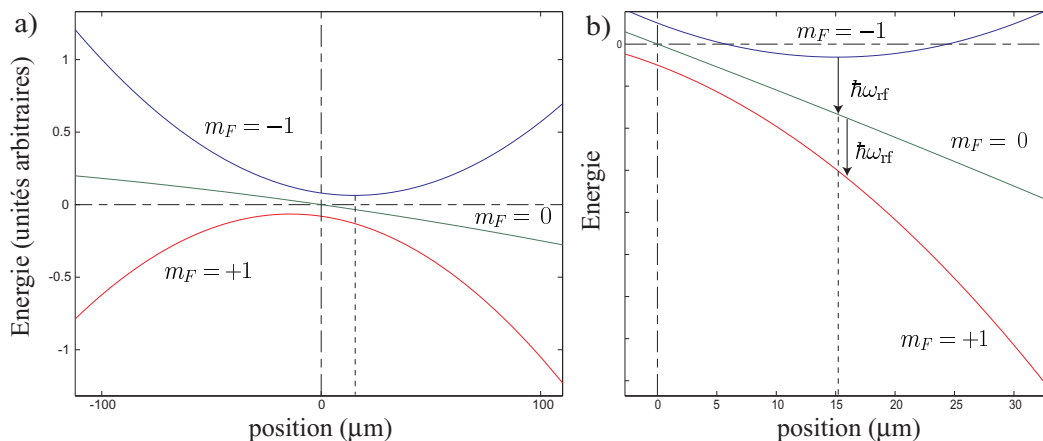 a)
Energie (unités arbitraires)
1
0.5
0
-0.5
-1
m_F = -1
m_F = 0
m_F = +1
-100
0
100
position (µm)
b)
Energie
0
m_F = -1
ħω_rf
m_F = 0
ħω_rf
m_F = +1
0
5
10
15
20
25
30
position (µm)